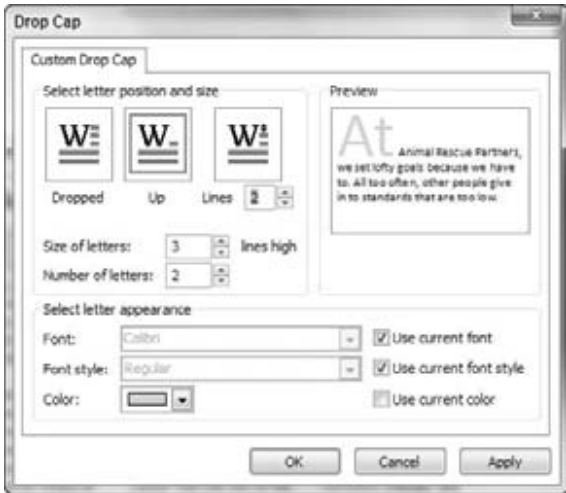 Drop Cap
Custom Drop Cap
Select letter position and size
W
W
W
Dropped
Up
Lines 2
Size of letters: 3 lines high
Number of letters: 2
Preview
At Animal Rescue Partners,
we set lofty goals because we have
to. All too often, other people give
in to standards that are too low.
Select letter appearance
Font: Calibri Use current font
Font style: Regular Use current font style
Color: Use current color
OK Cancel Apply